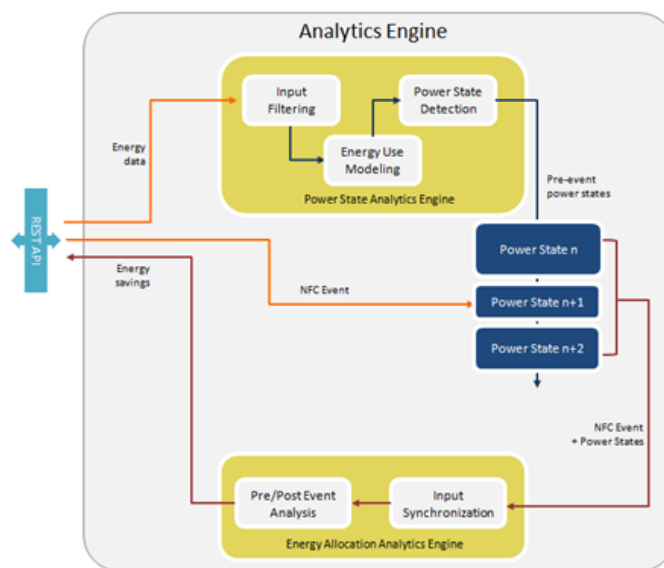 Analytics Engine
Input
Filtering
Power State
Detection
Energy Use
Modeling
Power State Analytics Engine
Energy
data
Pre-event
power states
REST API
Power State n
Energy
savings
NFC Event
Power State n+1
Power State n+2
NFC Event
+ Power States
Pre/Post Event
Analysis
Input
Synchronization
Energy Allocation Analytics Engine